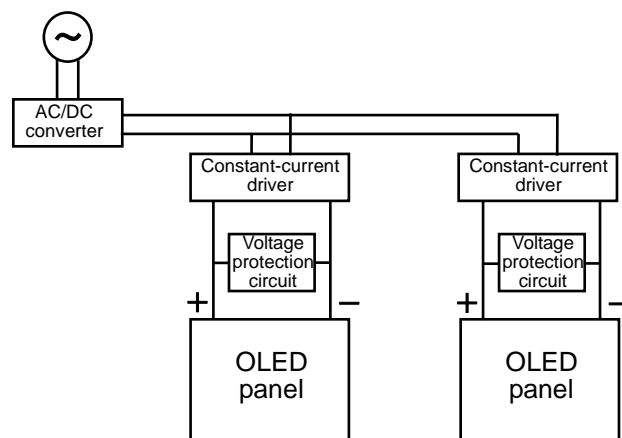 ~
AC/DC
converter
Constant-current
driver
Constant-current
driver
Voltage
protection
circuit
Voltage
protection
circuit
+
−
+
−
OLED
panel
OLED
panel